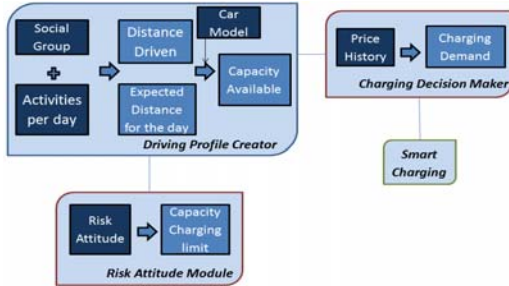 Social
Group
Activities
per day
Distance
Driven
Expected
Distance
for the day
Car
Model
Capacity
Available
Driving Profile Creator
Price
History
Charging
Demand
Charging Decision Maker
Smart
Charging
Risk
Attitude
Capacity
Charging
limit
Risk Attitude Module